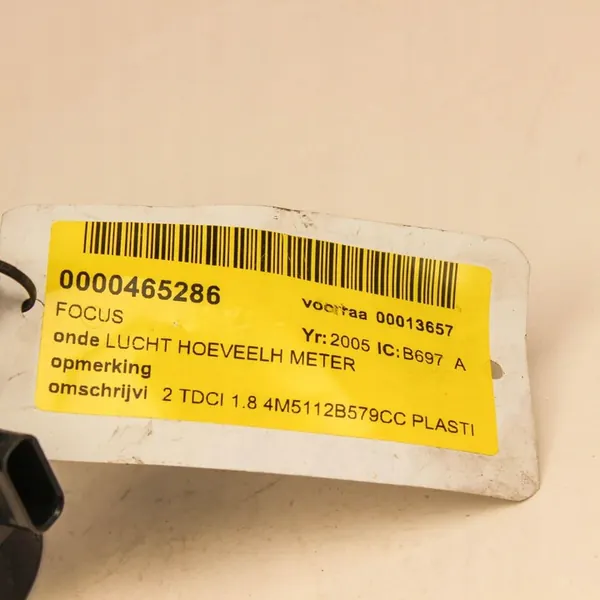 0000465286 voorraa 00013657
FOCUS Yr: 2005 IC: B697 A
onde LUCHT HOEVEELH METER
opmerking
omschrijvi 2 TDCI 1.8 4M5112B579CC PLASTI